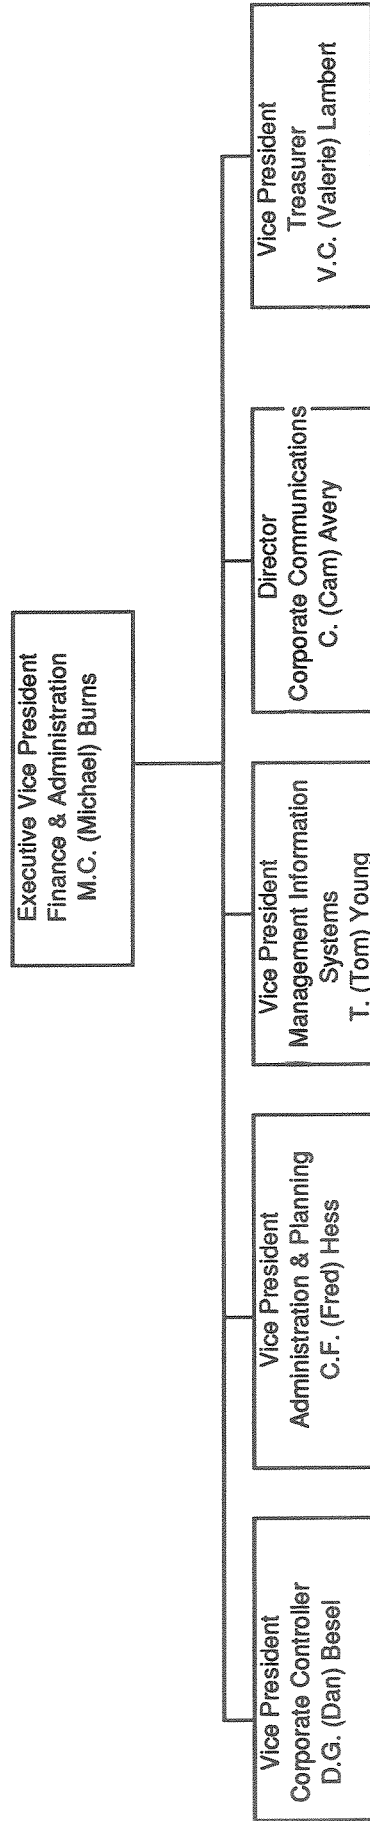 Executive Vice President
Finance & Administration
M.C. (Michael) Burns
Vice President
Corporate Controller
D.G. (Dan) Besel
Vice President
Administration & Planning
C.F. (Fred) Hess
Vice President
Management Information
Systems
T. (Tom) Young
Director
Corporate Communications
C. (Cam) Avery
Vice President
Treasurer
V.C. (Valerie) Lambert